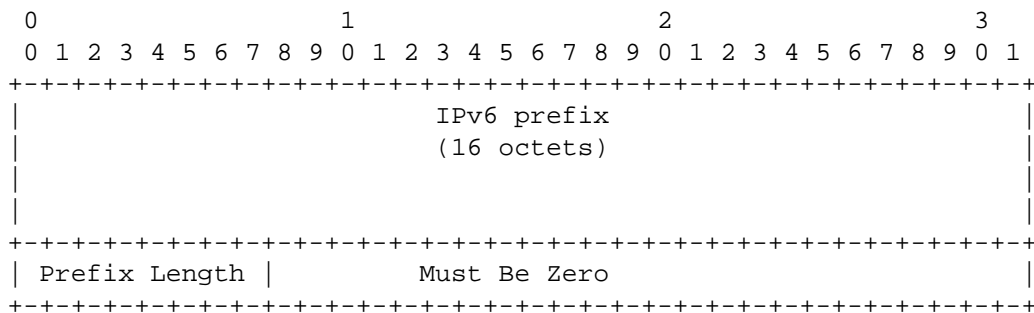 0                   1                   2                   3
 0 1 2 3 4 5 6 7 8 9 0 1 2 3 4 5 6 7 8 9 0 1 2 3 4 5 6 7 8 9 0 1
+-+-+-+-+-+-+-+-+-+-+-+-+-+-+-+-+-+-+-+-+-+-+-+-+-+-+-+-+-+-+-+-+
|                          IPv6 prefix                          |
|                          (16 octets)                          |
|                                                               |
|                                                               |
+-+-+-+-+-+-+-+-+-+-+-+-+-+-+-+-+-+-+-+-+-+-+-+-+-+-+-+-+-+-+-+-+
| Prefix Length |         Must Be Zero                          |
+-+-+-+-+-+-+-+-+-+-+-+-+-+-+-+-+-+-+-+-+-+-+-+-+-+-+-+-+-+-+-+-+